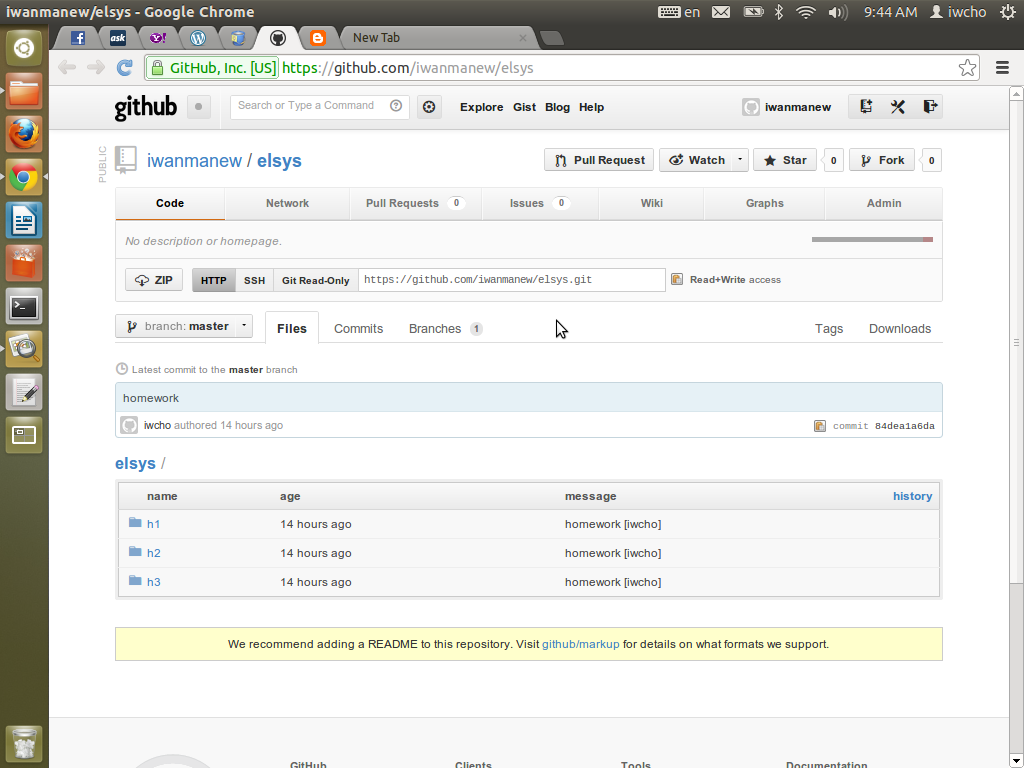 iwanmanew/elsys - Google Chrome
en
9:44 AM
iwcho
ask
Y!
New Tab
GitHub, Inc. [US] https://github.com/iwanmanew/elsys
github
Search or Type a Command
Explore Gist Blog Help
iwanmanew
PUBLIC
iwanmanew / elsys
Pull Request
Watch
Star 0
Fork 0
Code
Network
Pull Requests 0
Issues 0
Wiki
Graphs
Admin
No description or homepage.
ZIP
HTTP SSH Git Read-Only https://github.com/iwanmanew/elsys.git
Read+Write access
branch: master
Files
Commits
Branches 1
Tags
Downloads
Latest commit to the master branch
homework
iwcho authored 14 hours ago
commit 84dea1a6da
elsys /
name age message history
h1 14 hours ago homework [iwcho]
h2 14 hours ago homework [iwcho]
h3 14 hours ago homework [iwcho]
We recommend adding a README to this repository. Visit github/markup for details on what formats we support.
GitHub Clients Tools Documentation